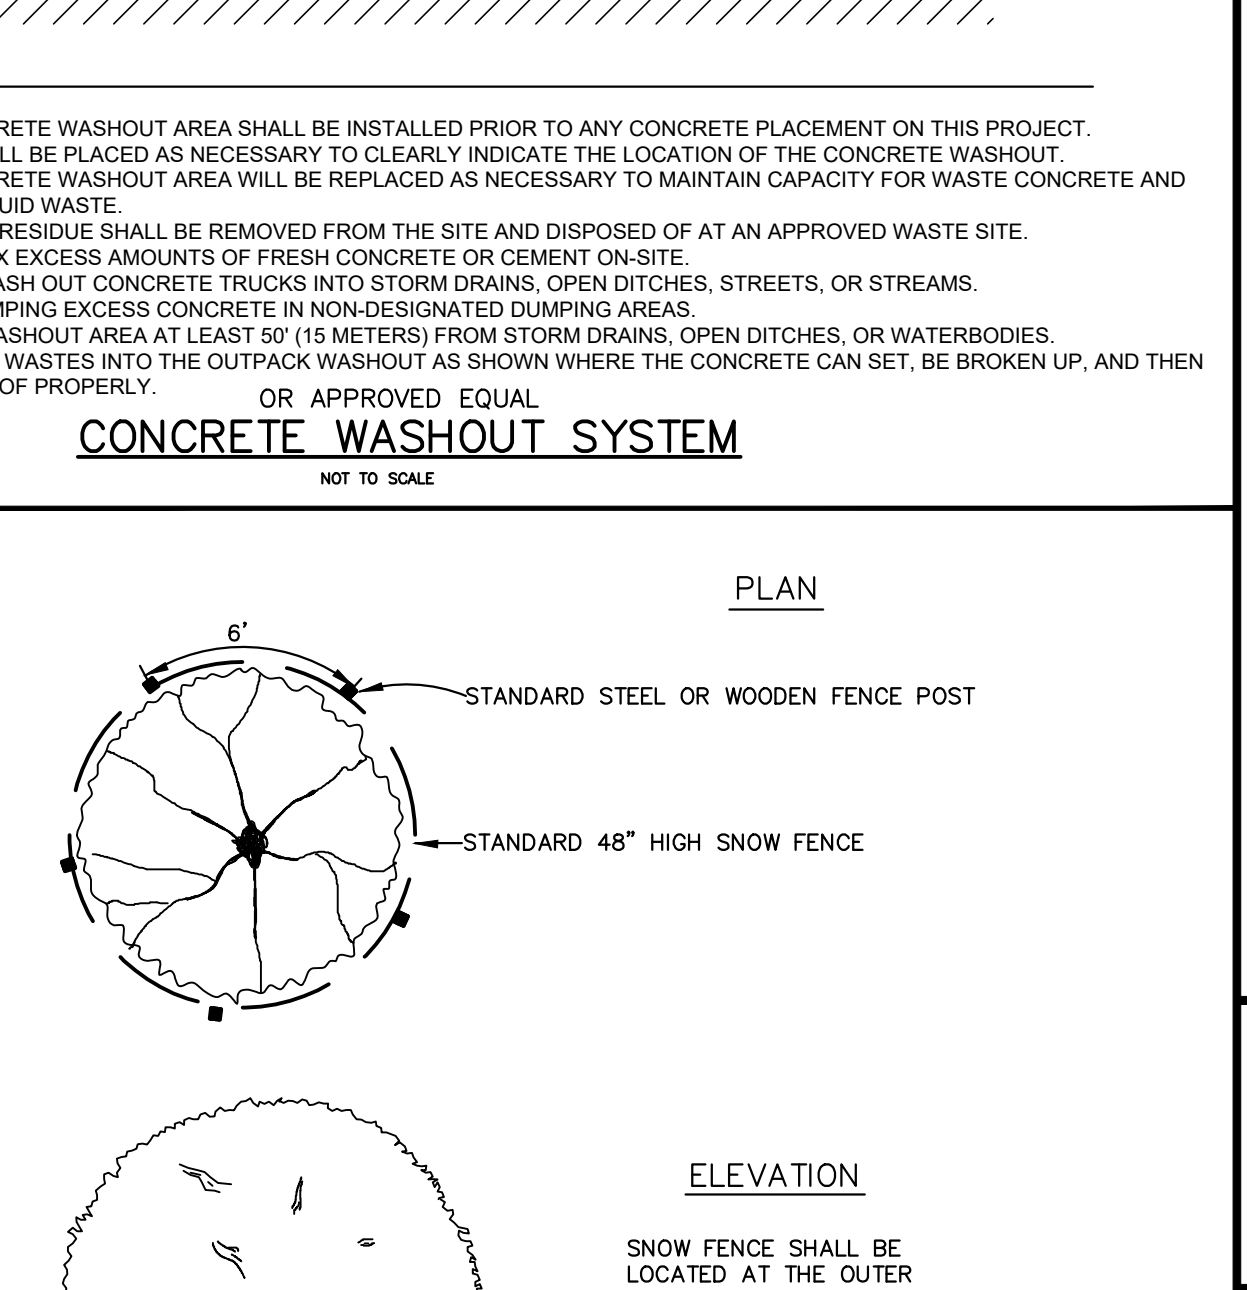 RETE WASHOUT AREA SHALL BE INSTALLED PRIOR TO ANY CONCRETE PLACEMENT ON THIS PROJECT.
LL BE PLACED AS NECESSARY TO CLEARLY INDICATE THE LOCATION OF THE CONCRETE WASHOUT.
RETE WASHOUT AREA WILL BE REPLACED AS NECESSARY TO MAINTAIN CAPACITY FOR WASTE CONCRETE AND
UID WASTE.
RESIDUE SHALL BE REMOVED FROM THE SITE AND DISPOSED OF AT AN APPROVED WASTE SITE.
X EXCESS AMOUNTS OF FRESH CONCRETE OR CEMENT ON-SITE.
ASH OUT CONCRETE TRUCKS INTO STORM DRAINS, OPEN DITCHES, STREETS, OR STREAMS.
MPING EXCESS CONCRETE IN NON-DESIGNATED DUMPING AREAS.
ASHOUT AREA AT LEAST 50' (15 METERS) FROM STORM DRAINS, OPEN DITCHES, OR WATERBODIES.
WASTES INTO THE OUTPACK WASHOUT AS SHOWN WHERE THE CONCRETE CAN SET, BE BROKEN UP, AND THEN
OF PROPERLY.
OR APPROVED EQUAL
CONCRETE WASHOUT SYSTEM
NOT TO SCALE
PLAN
6'
STANDARD STEEL OR WOODEN FENCE POST
STANDARD 48" HIGH SNOW FENCE
ELEVATION
SNOW FENCE SHALL BE
LOCATED AT THE OUTER